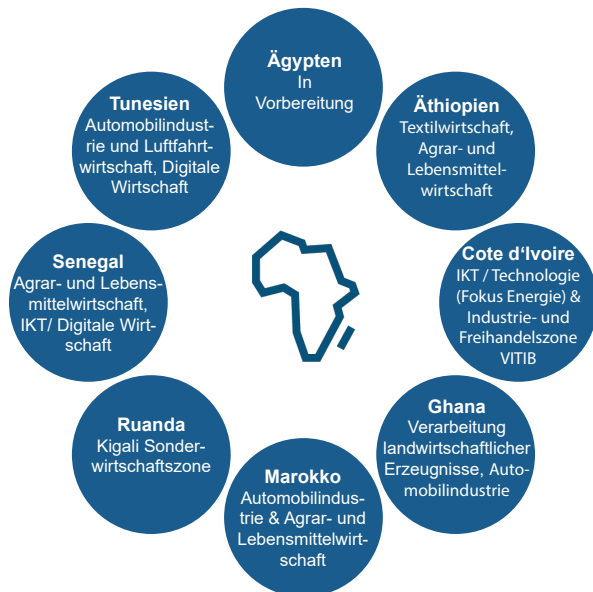 Ägypten
In
Vorbereitung
Äthiopien
Textilwirtschaft,
Agrar- und
Lebensmittel-
wirtschaft
Cote d‘Ivoire
IKT / Technologie
(Fokus Energie) &
Industrie- und
Freihandelszone
VITIB
Ghana
Verarbeitung
landwirtschaftlicher
Erzeugnisse, Auto-
mobilindustrie
Marokko
Automobilindus-
trie & Agrar- und
Lebensmittelwirt-
schaft
Ruanda
Kigali Sonder-
wirtschaftszone
Senegal
Agrar- und Lebens-
mittelwirtschaft,
IKT/ Digitale Wirt-
schaft
Tunesien
Automobilindust-
rie und Luftfahrt-
wirtschaft, Digitale
Wirtschaft